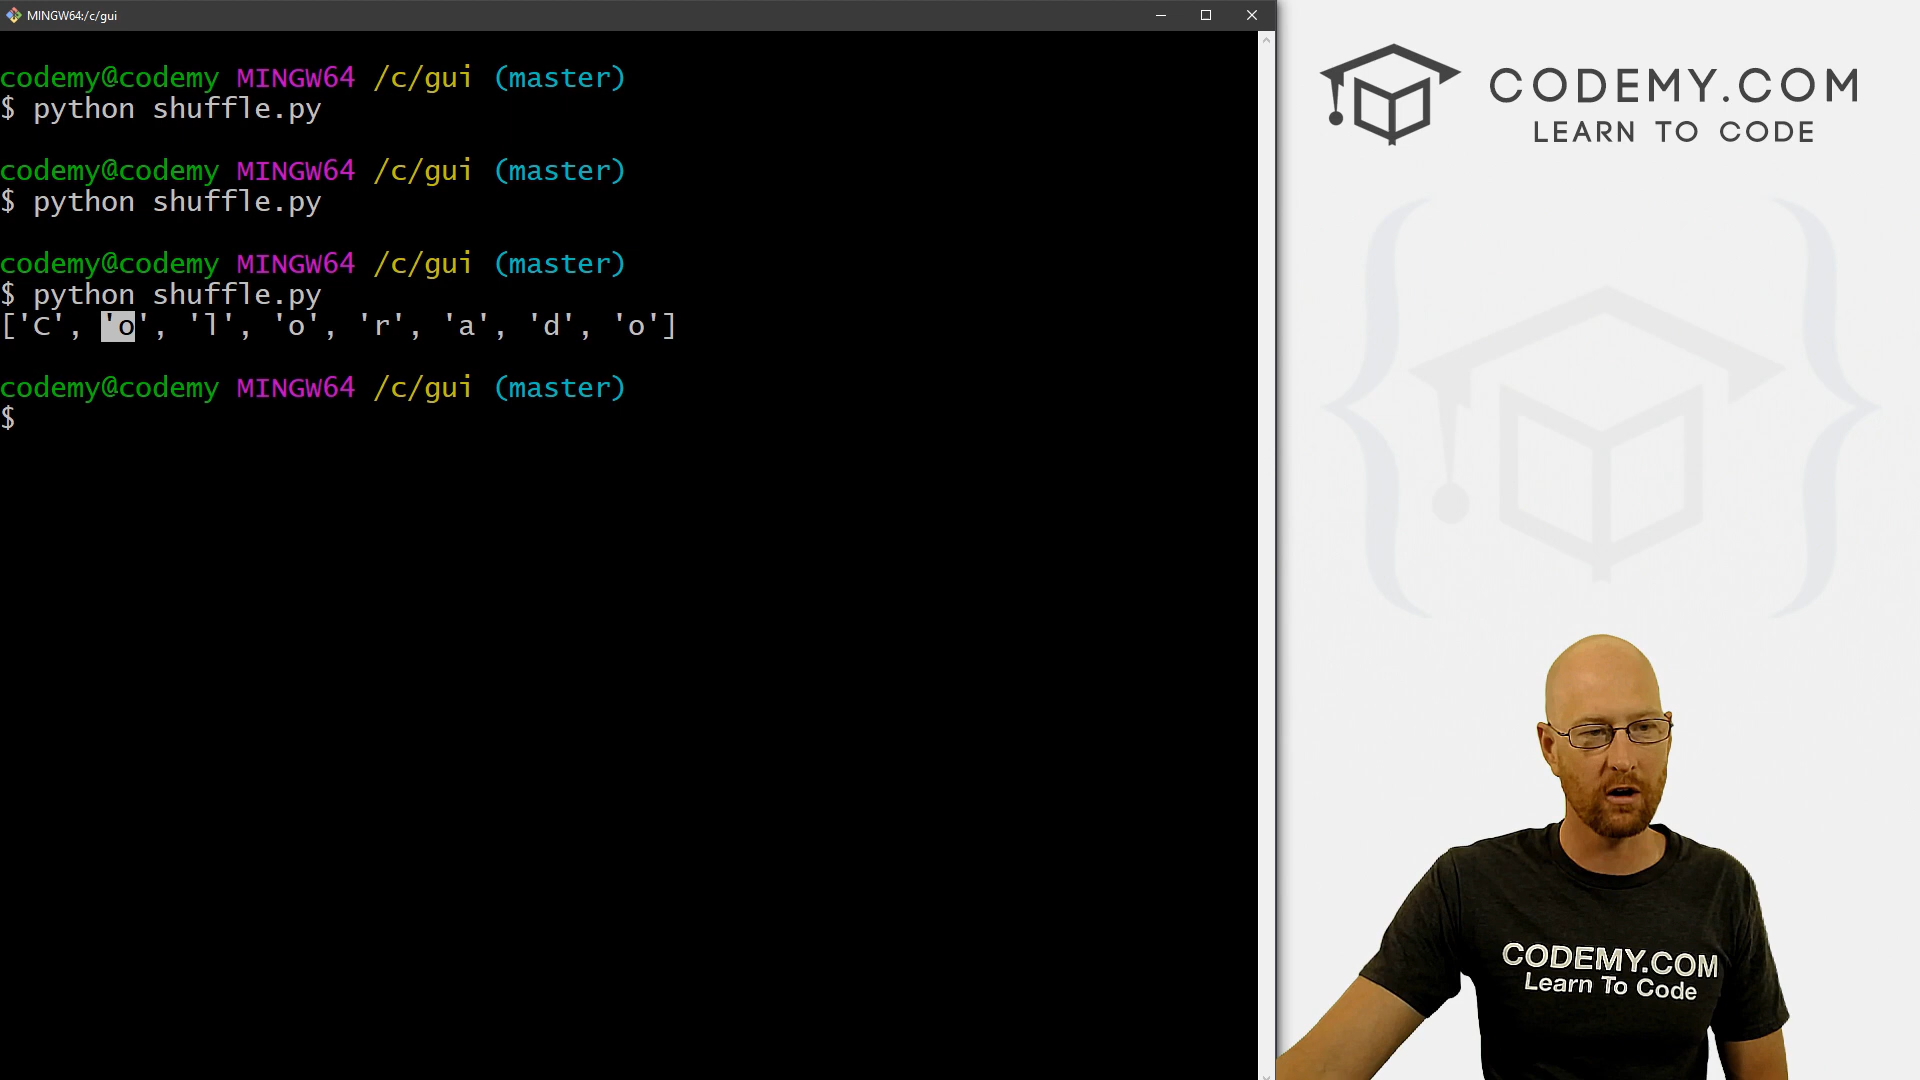 MINGW64:/c/gui
codemy@codemy MINGW64 /c/gui (master)
$ python shuffle.py
codemy@codemy MINGW64 /c/gui (master)
$ python shuffle.py
codemy@codemy MINGW64 /c/gui (master)
$ python shuffle.py
['C', 'o', 'l', 'o', 'r', 'a', 'd', 'o']
codemy@codemy MINGW64 /c/gui (master)
$
CODEMY.COM
LEARN TO CODE
CODEMY.COM
Learn To Code